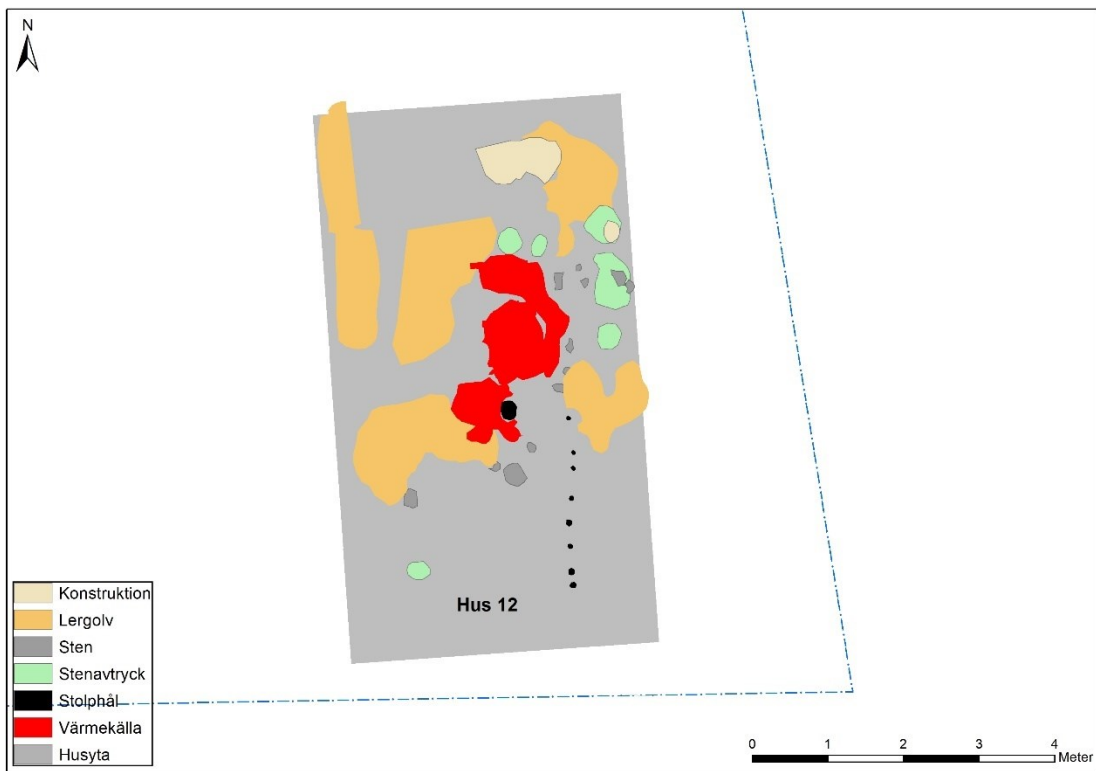 N
Hus 12
Konstruktion
Lergolv
Sten
Stenavtryck
Stolphål
Värmekälla
Husyta
0 1 2 3 4
Meter